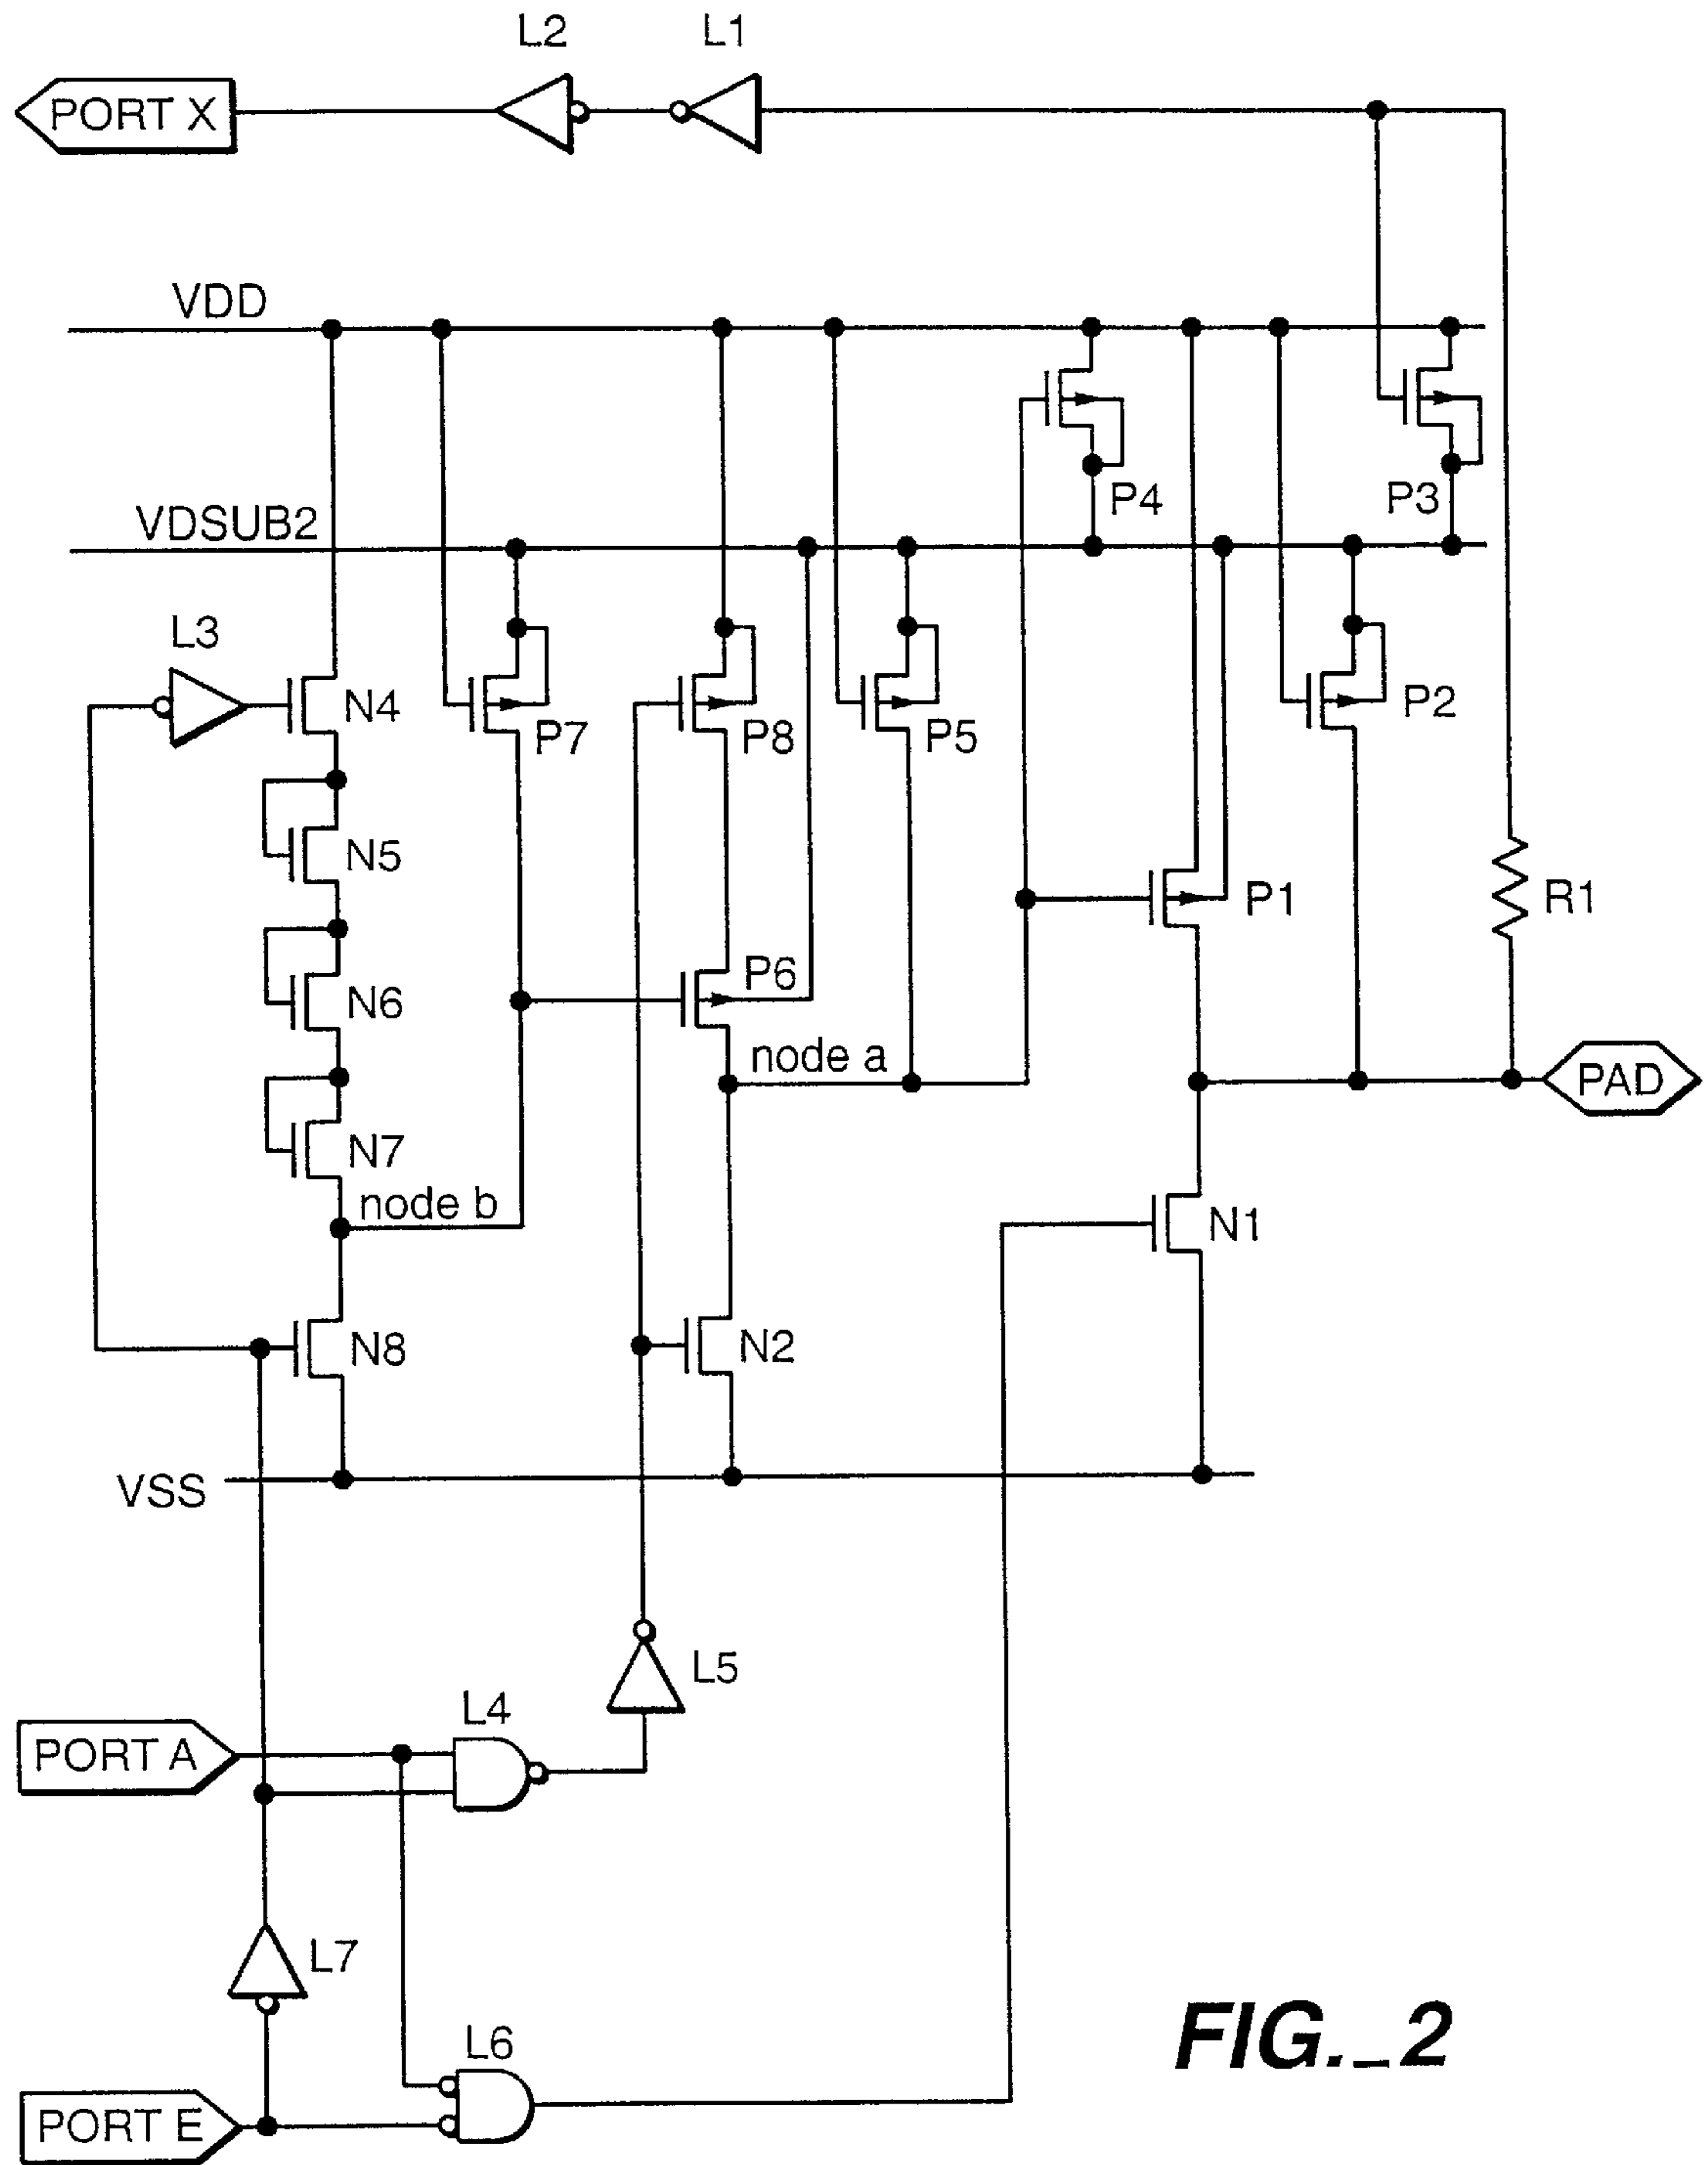 L2 L1
PORT X
VDD
P4 P3
VDSUB2
L3
N4 P7 P8 P5 P2
N5 P1 R1
N6 P6
node a PAD
N7
node b N1
N8 N2
VSS
L5
L4
PORT A
L7
L6
PORT E
FIG._2